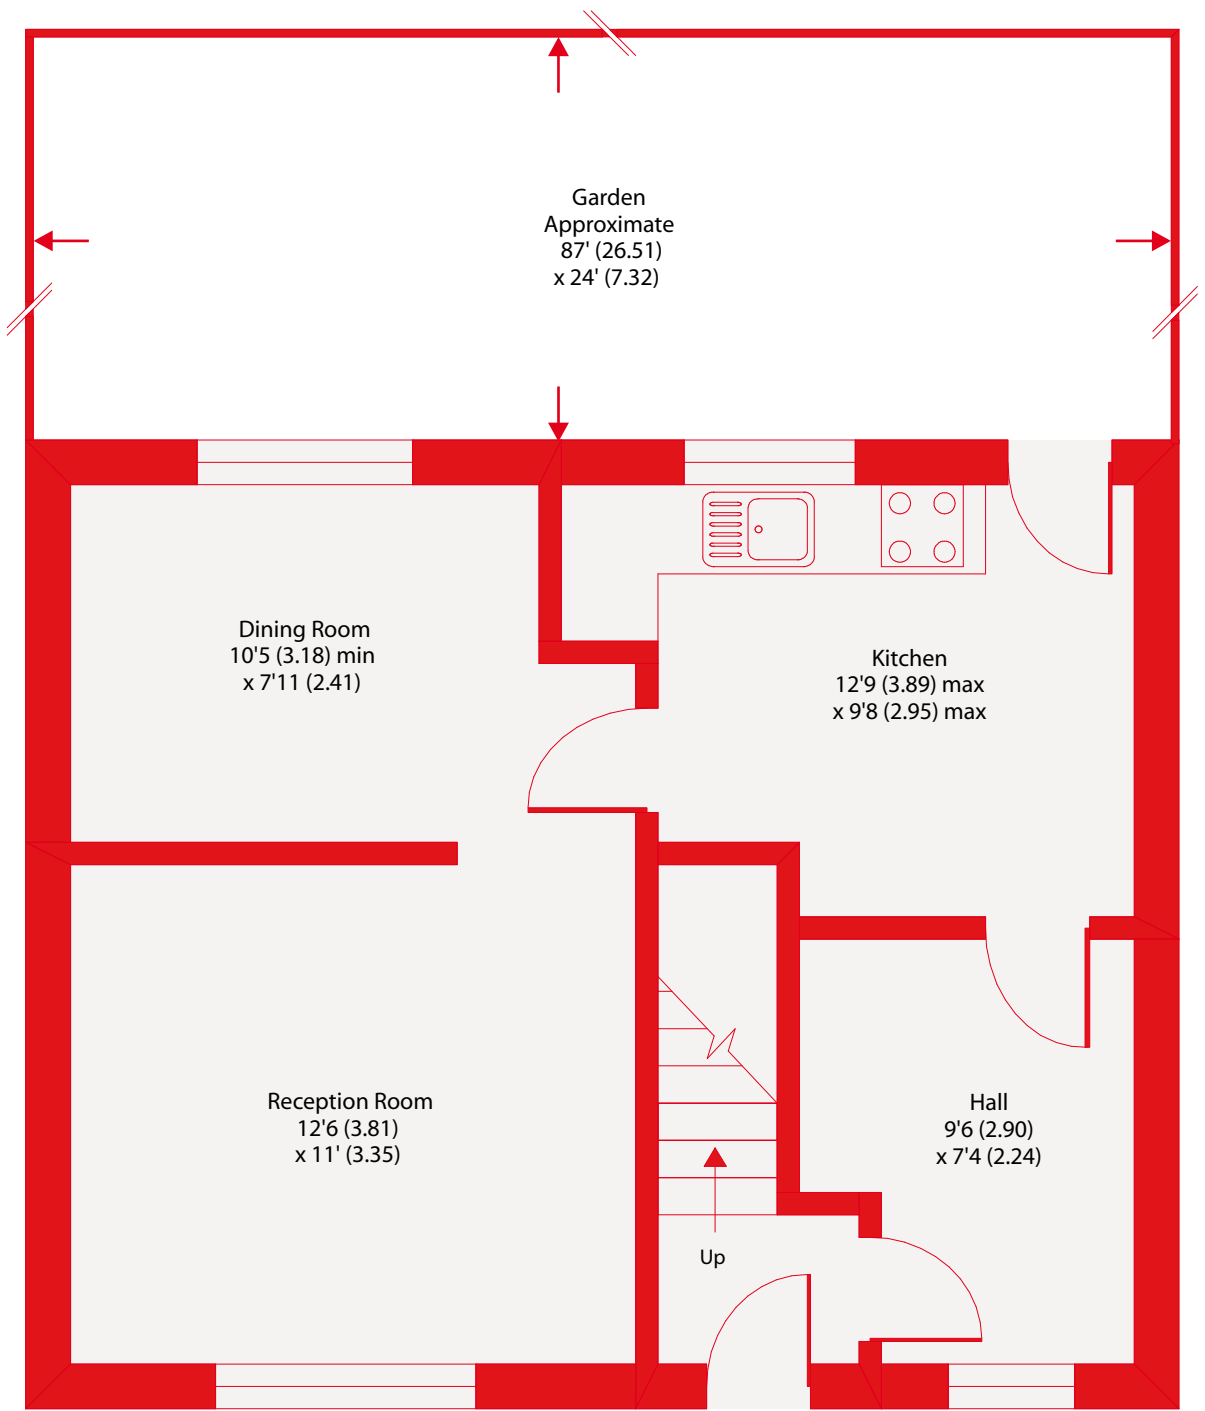 Garden
Approximate
87' (26.51)
x 24' (7.32)
Dining Room
10'5 (3.18) min
x 7'11 (2.41)
Kitchen
12'9 (3.89) max
x 9'8 (2.95) max
Reception Room
12'6 (3.81)
x 11' (3.35)
Hall
9'6 (2.90)
x 7'4 (2.24)
Up